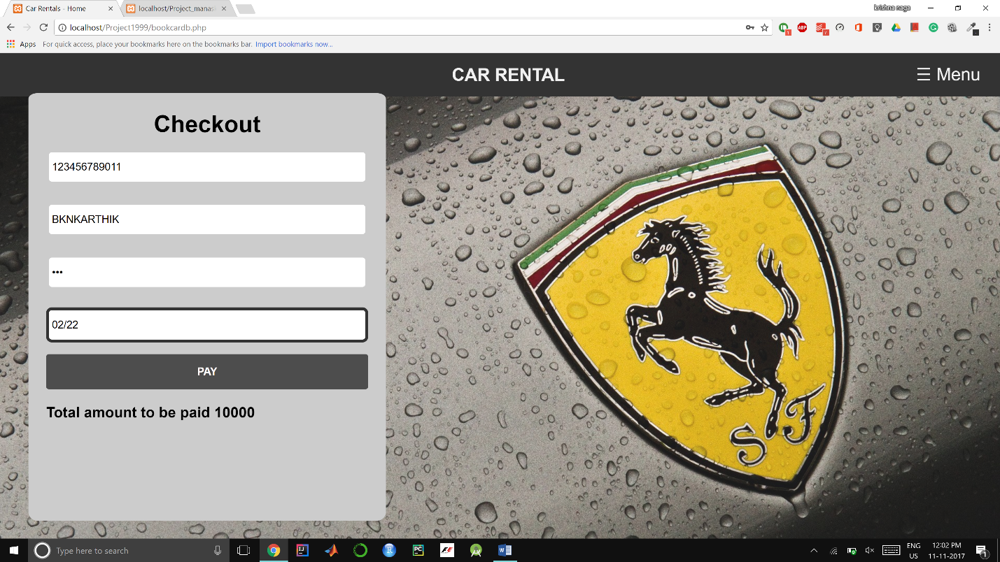 Car Rentals - Home
localhost/Project_manas
krishna naga
localhost/Project1999/bookcardb.php
Apps For quick access, place your bookmarks here on the bookmarks bar. Import bookmarks now...
CAR RENTAL
☰ Menu
Checkout
123456789011
BKNKARTHIK
•••
02/22
PAY
Total amount to be paid 10000
S F
Type here to search
ENG
US
12:02 PM
11-11-2017